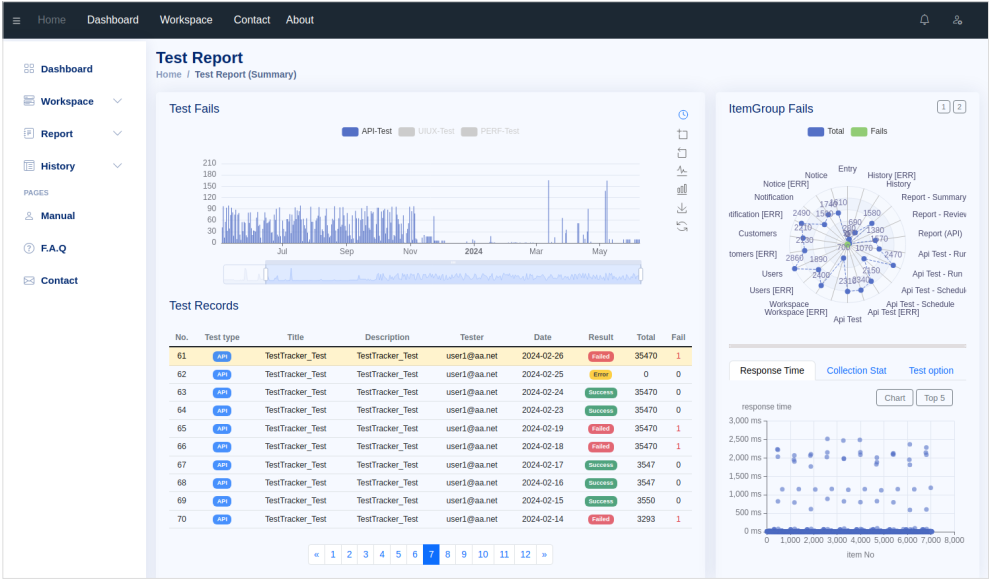 Home Dashboard Workspace Contact About
Dashboard
Workspace
Report
History
PAGES
Manual
F.A.Q
Contact
Test Report
Home / Test Report (Summary)
Test Fails
API-Test UIUX-Test PERF-Test
210
180
150
120
90
60
30
0
Jul Sep Nov 2024 Mar May
Test Records
No. Test type Title Description Tester Date Result Total Fail
61 API TestTracker_Test TestTracker_Test user1@aa.net 2024-02-26 Failed 35470 1
62 API TestTracker_Test TestTracker_Test user1@aa.net 2024-02-25 Error 0 0
63 API TestTracker_Test TestTracker_Test user1@aa.net 2024-02-24 Success 35470 0
64 API TestTracker_Test TestTracker_Test user1@aa.net 2024-02-23 Success 35470 0
65 API TestTracker_Test TestTracker_Test user1@aa.net 2024-02-19 Failed 35470 1
66 API TestTracker_Test TestTracker_Test user1@aa.net 2024-02-18 Failed 35470 1
67 API TestTracker_Test TestTracker_Test user1@aa.net 2024-02-17 Success 3547 0
68 API TestTracker_Test TestTracker_Test user1@aa.net 2024-02-16 Success 3547 0
69 API TestTracker_Test TestTracker_Test user1@aa.net 2024-02-15 Success 3550 0
70 API TestTracker_Test TestTracker_Test user1@aa.net 2024-02-14 Failed 3293 1
« 1 2 3 4 5 6 7 8 9 10 11 12 »
ItemGroup Fails
1 2
Total Fails
Entry
Notice History [ERR]
Notice [ERR] History
Notification Report - Summary
ification [ERR] Report - Review
Customers Report (API)
tomers [ERR] Api Test - Run
Users Api Test - Run
Users [ERR] Api Test - Schedul
Workspace Api Test - Schedule
Workspace [ERR] Api Test [ERR]
Api Test
2490 1580
2210 690 1380
1570
1070 2470
2860 1890
2150
2400
Response Time Collection Stat Test option
Chart Top 5
response time
3,000 ms
2,500 ms
2,000 ms
1,500 ms
1,000 ms
500 ms
0 ms
0 1,000 2,000 3,000 4,000 5,000 6,000 7,000 8,000
item No